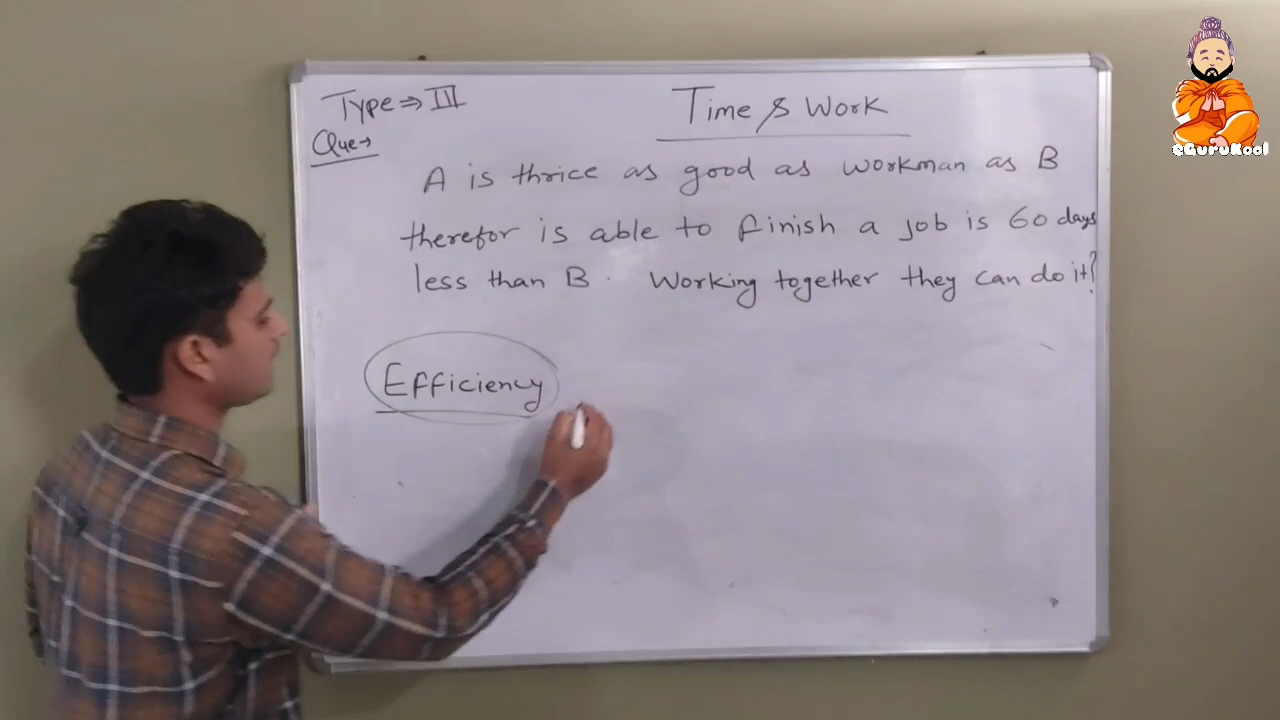 Type ⇒ III
Time & Work
Que→
A is thrice as good as workman as B
therefor is able to finish a job is 60 days
less than B. Working together they can do it?
Efficiency
eGuruKool